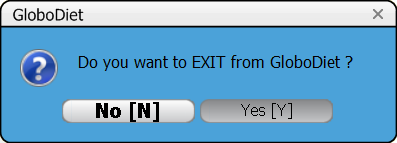 GloboDiet
Do you want to EXIT from GloboDiet ?
No [N] Yes [Y]